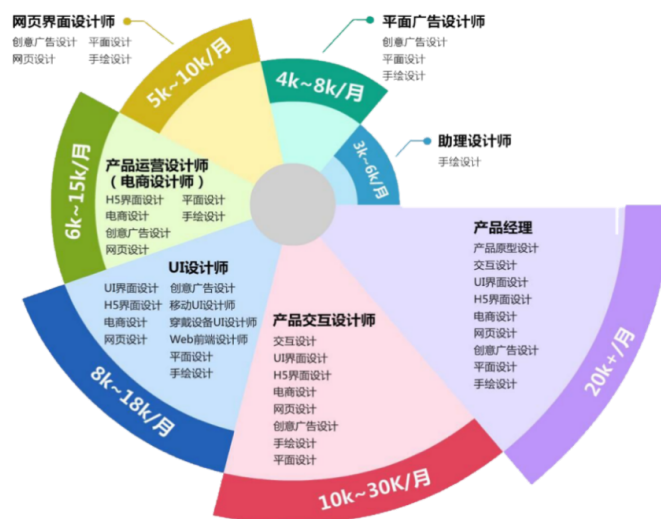 网页界面设计师
创意广告设计 平面设计
网页设计 手绘设计
5k~10k/月
平面广告设计师
创意广告设计
平面设计
手绘设计
4k~8k/月
助理设计师
手绘设计
3k~6k/月
产品运营设计师
(电商设计师)
H5界面设计 平面设计
电商设计 手绘设计
创意广告设计
网页设计
6k~15k/月
UI设计师
UI界面设计 创意广告设计
H5界面设计 移动UI设计师
电商设计 穿戴设备UI设计师
网页设计 Web前端设计师
平面设计
手绘设计
8k~18k/月
产品交互设计师
交互设计
UI界面设计
H5界面设计
电商设计
网页设计
创意广告设计
手绘设计
平面设计
10k~30K/月
产品经理
产品原型设计
交互设计
UI界面设计
H5界面设计
电商设计
网页设计
创意广告设计
平面设计
手绘设计
20k+/月